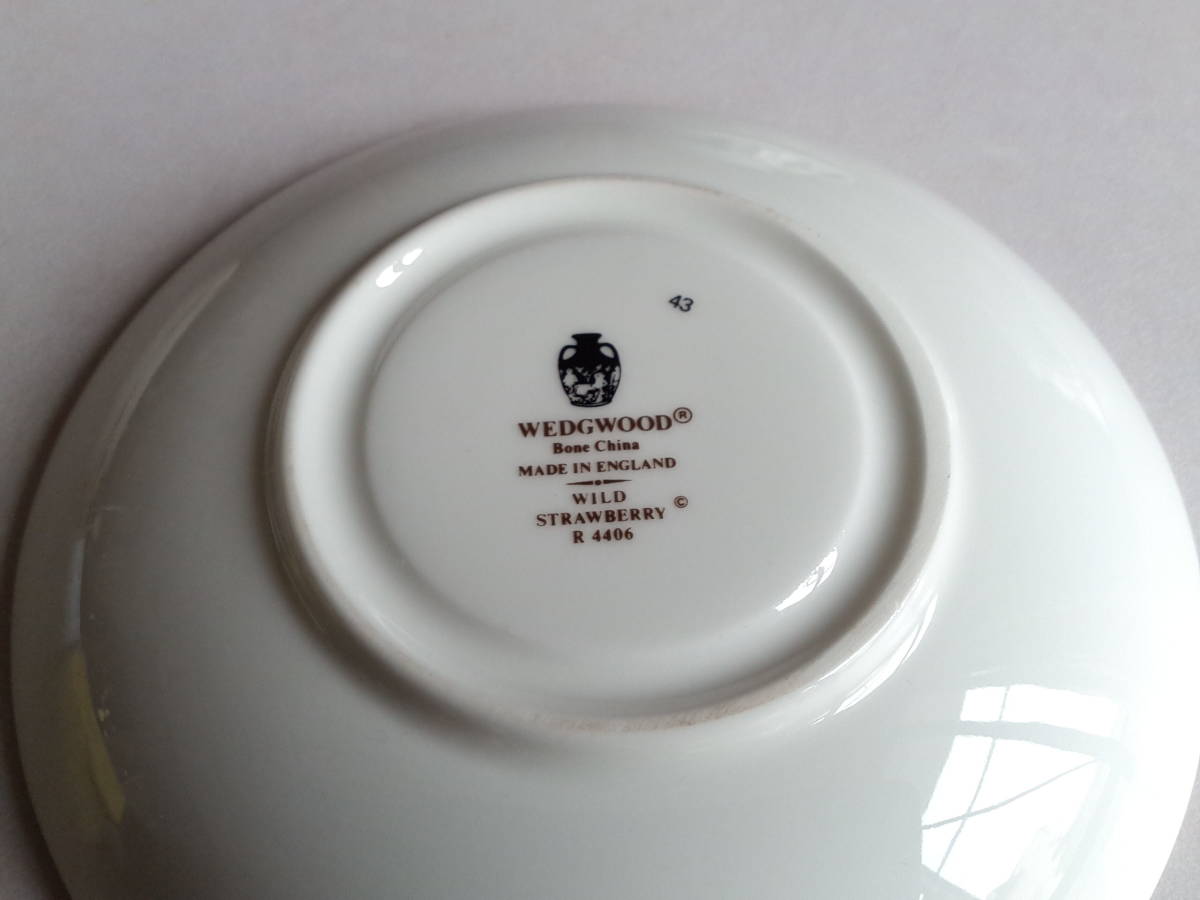 43
WEDGWOOD®
Bone China
MADE IN ENGLAND
WILD
STRAWBERRY ©
R 4406